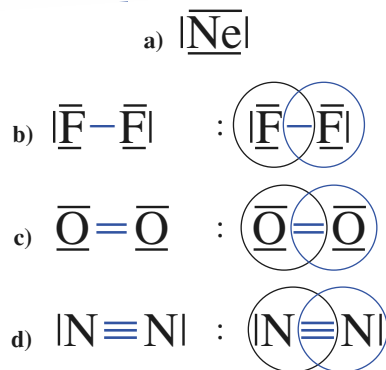 a) |Ne|
b) |F–F| : |F–F|
c) O=O : O=O
d) |N≡N| : |N≡N|